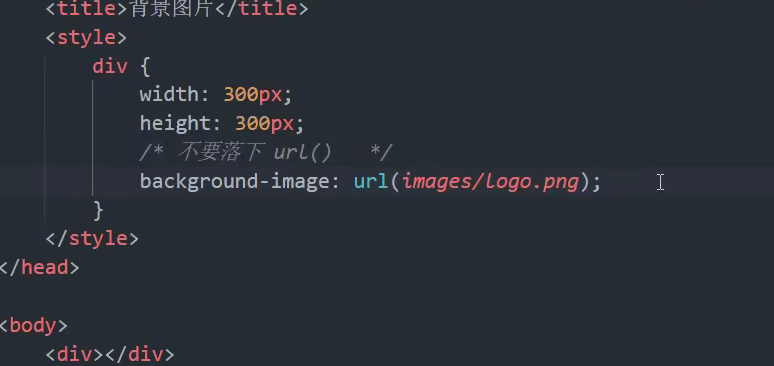 <title>背景图片</title>
<style>
div {
width: 300px;
height: 300px;
/* 不要落下 url()   */
background-image: url(images/logo.png);
}
</style>
</head>
<body>
<div></div>